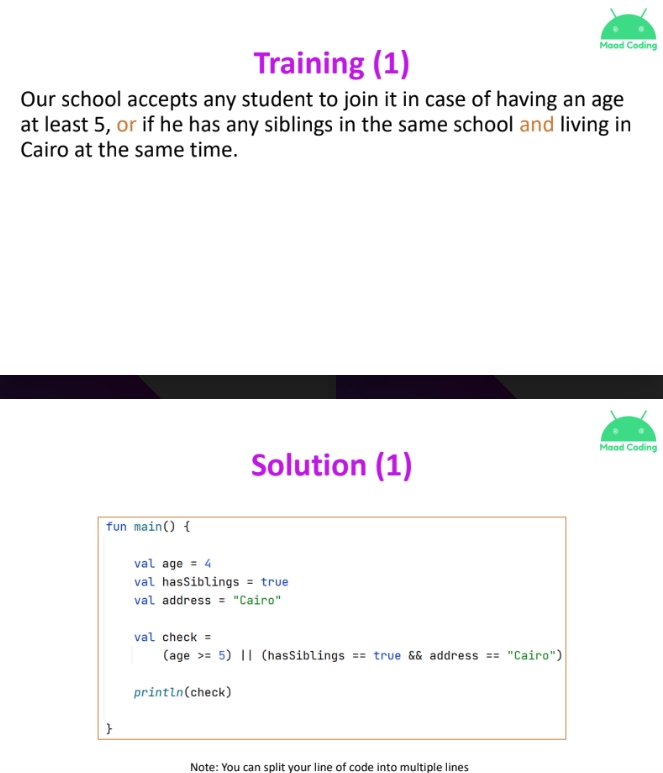 Maad Coding
Training (1)
Our school accepts any student to join it in case of having an age
at least 5, or if he has any siblings in the same school and living in
Cairo at the same time.
Maad Coding
Solution (1)
fun main() {
val age = 4
val hasSiblings = true
val address = "Cairo"
val check =
(age >= 5) || (hasSiblings == true && address == "Cairo")
println(check)
}
Note: You can split your line of code into multiple lines